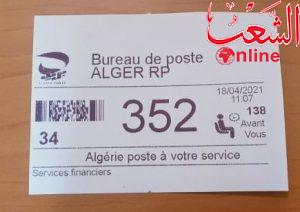 الشعب
Online
Bureau de poste
ALGER RP
18/04/2021
11:07
352
138
Avant
Vous
34
Algérie poste à votre service
Services financiers